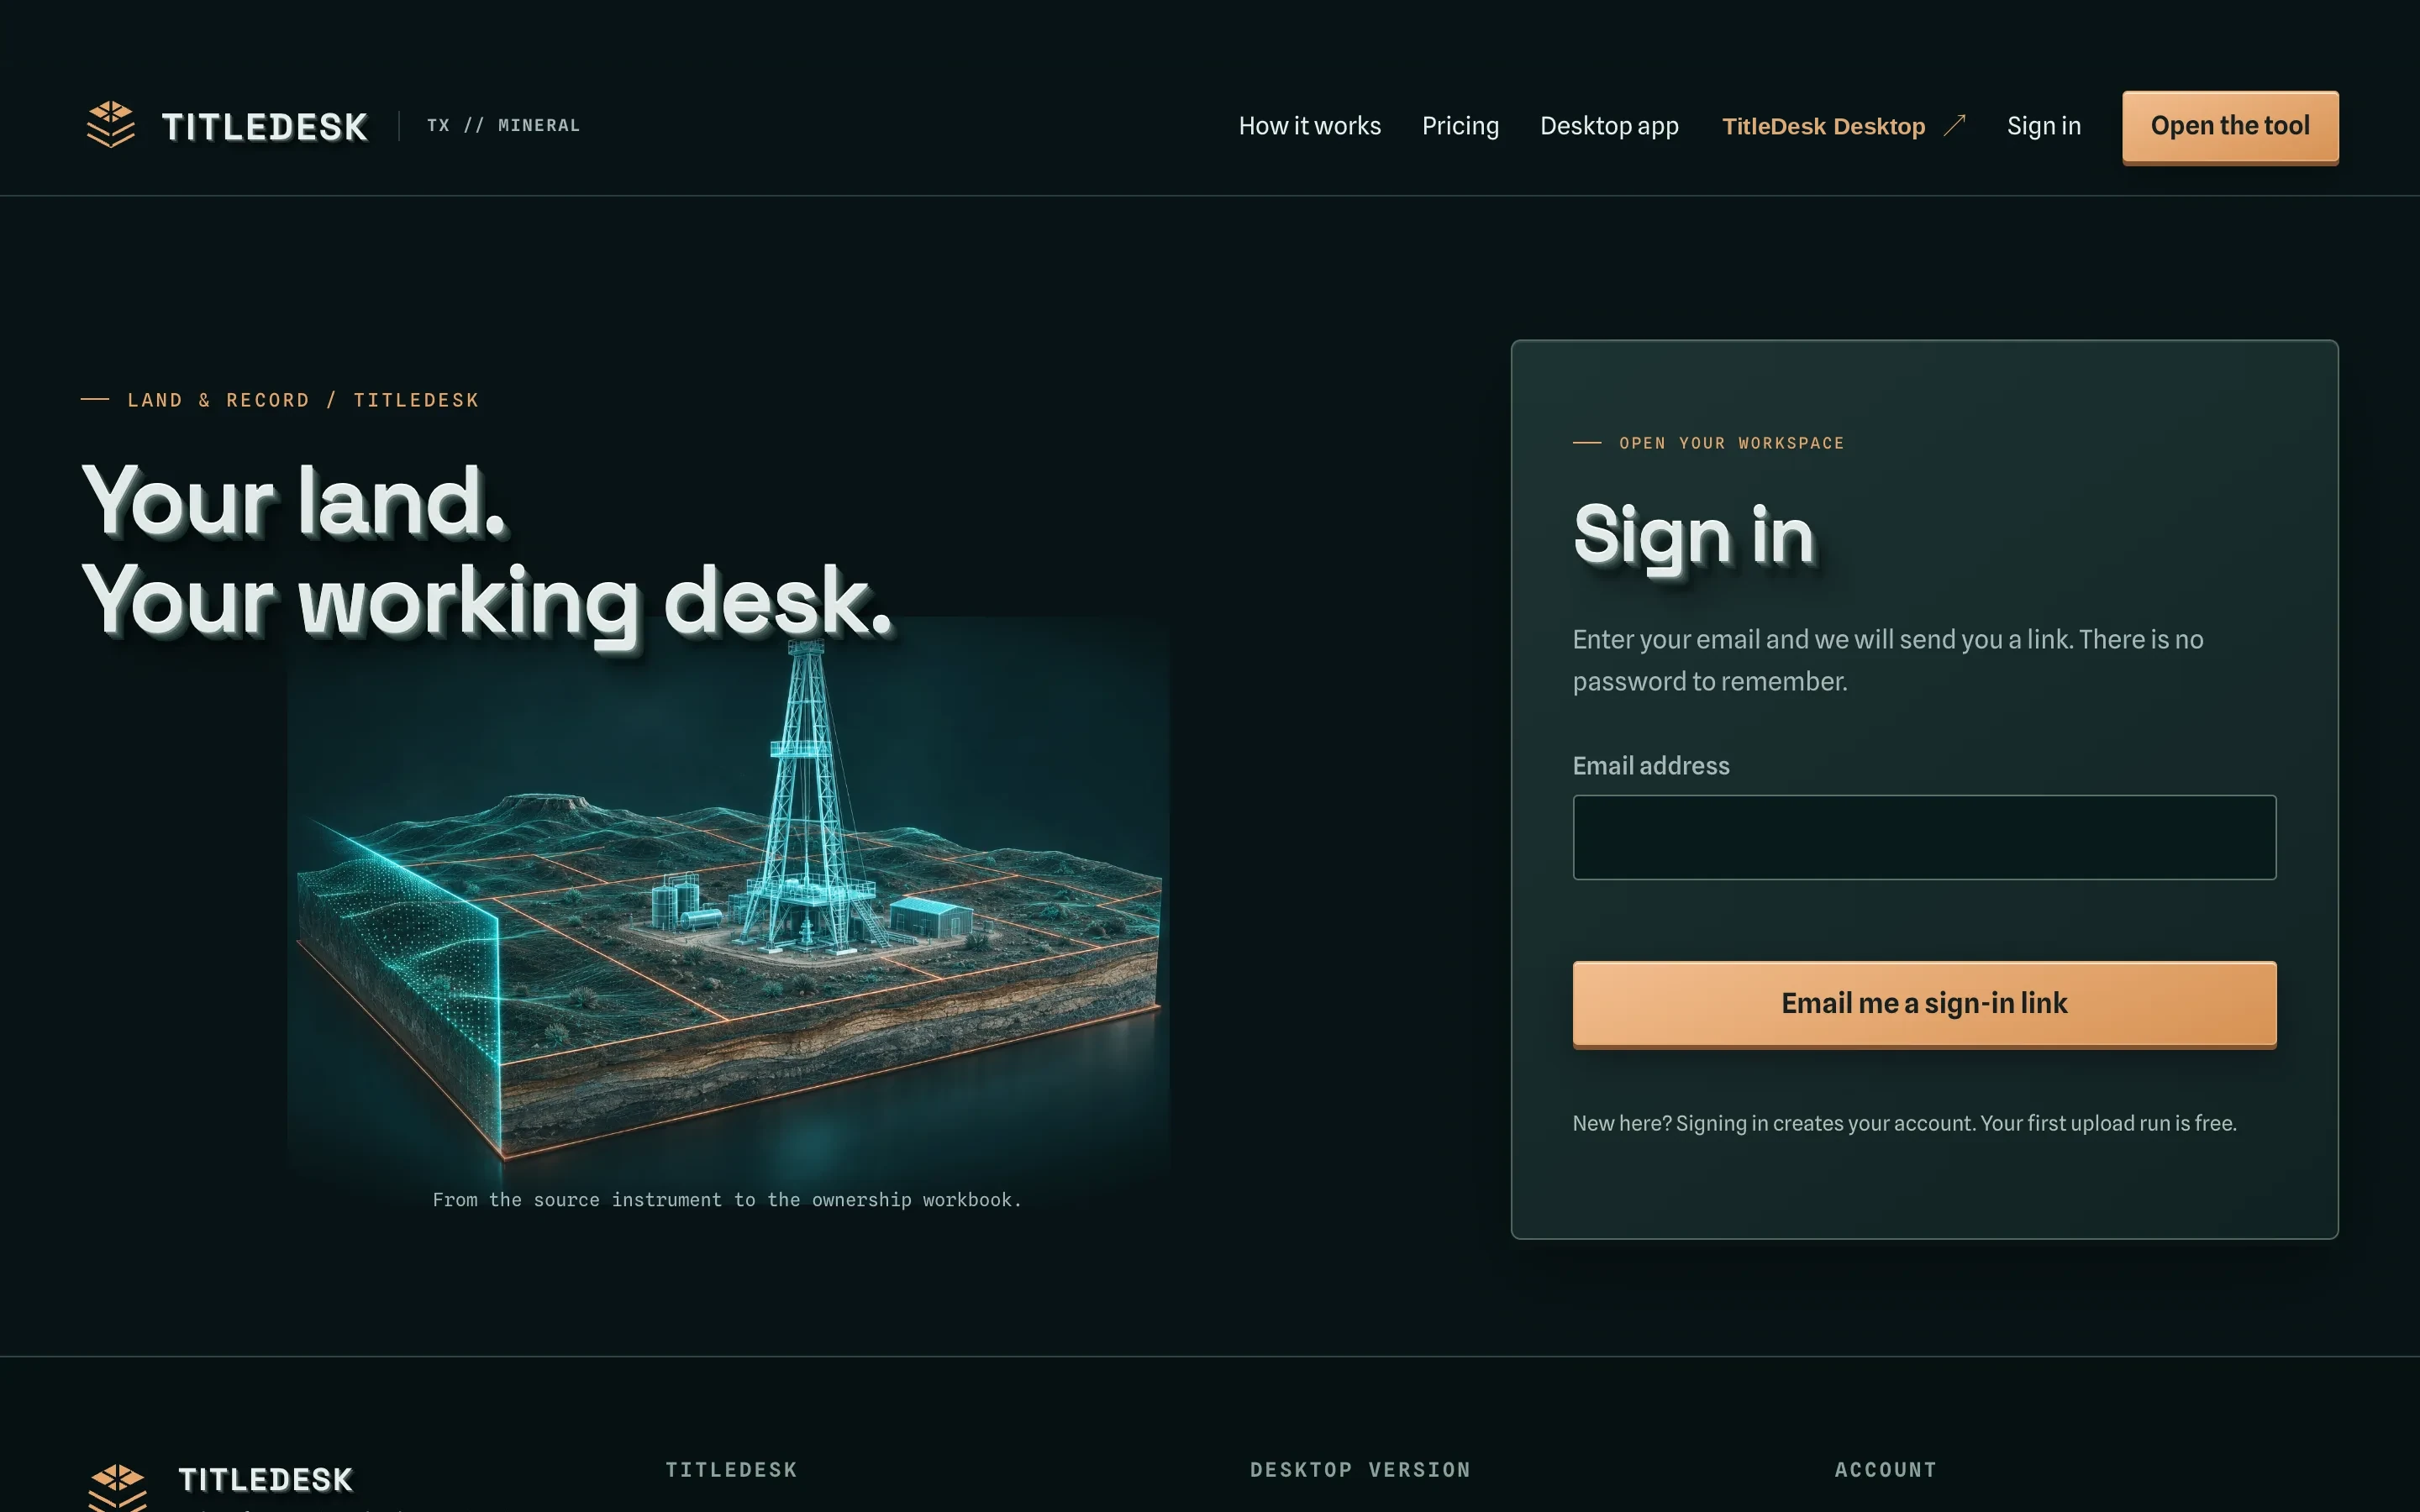 TITLEDESK
TX // MINERAL
How it works
Pricing
Desktop app
TitleDesk Desktop
Sign in
Open the tool
LAND & RECORD / TITLEDESK
Your land.
Your working desk.
From the source instrument to the ownership workbook.
OPEN YOUR WORKSPACE
Sign in
Enter your email and we will send you a link. There is no
password to remember.
Email address
Email me a sign-in link
New here? Signing in creates your account. Your first upload run is free.
TITLEDESK
TITLEDESK
DESKTOP VERSION
ACCOUNT